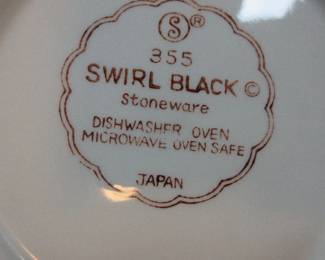 S®
355
SWIRL BLACK ©
Stoneware
DISHWASHER OVEN
MICROWAVE OVEN SAFE
JAPAN